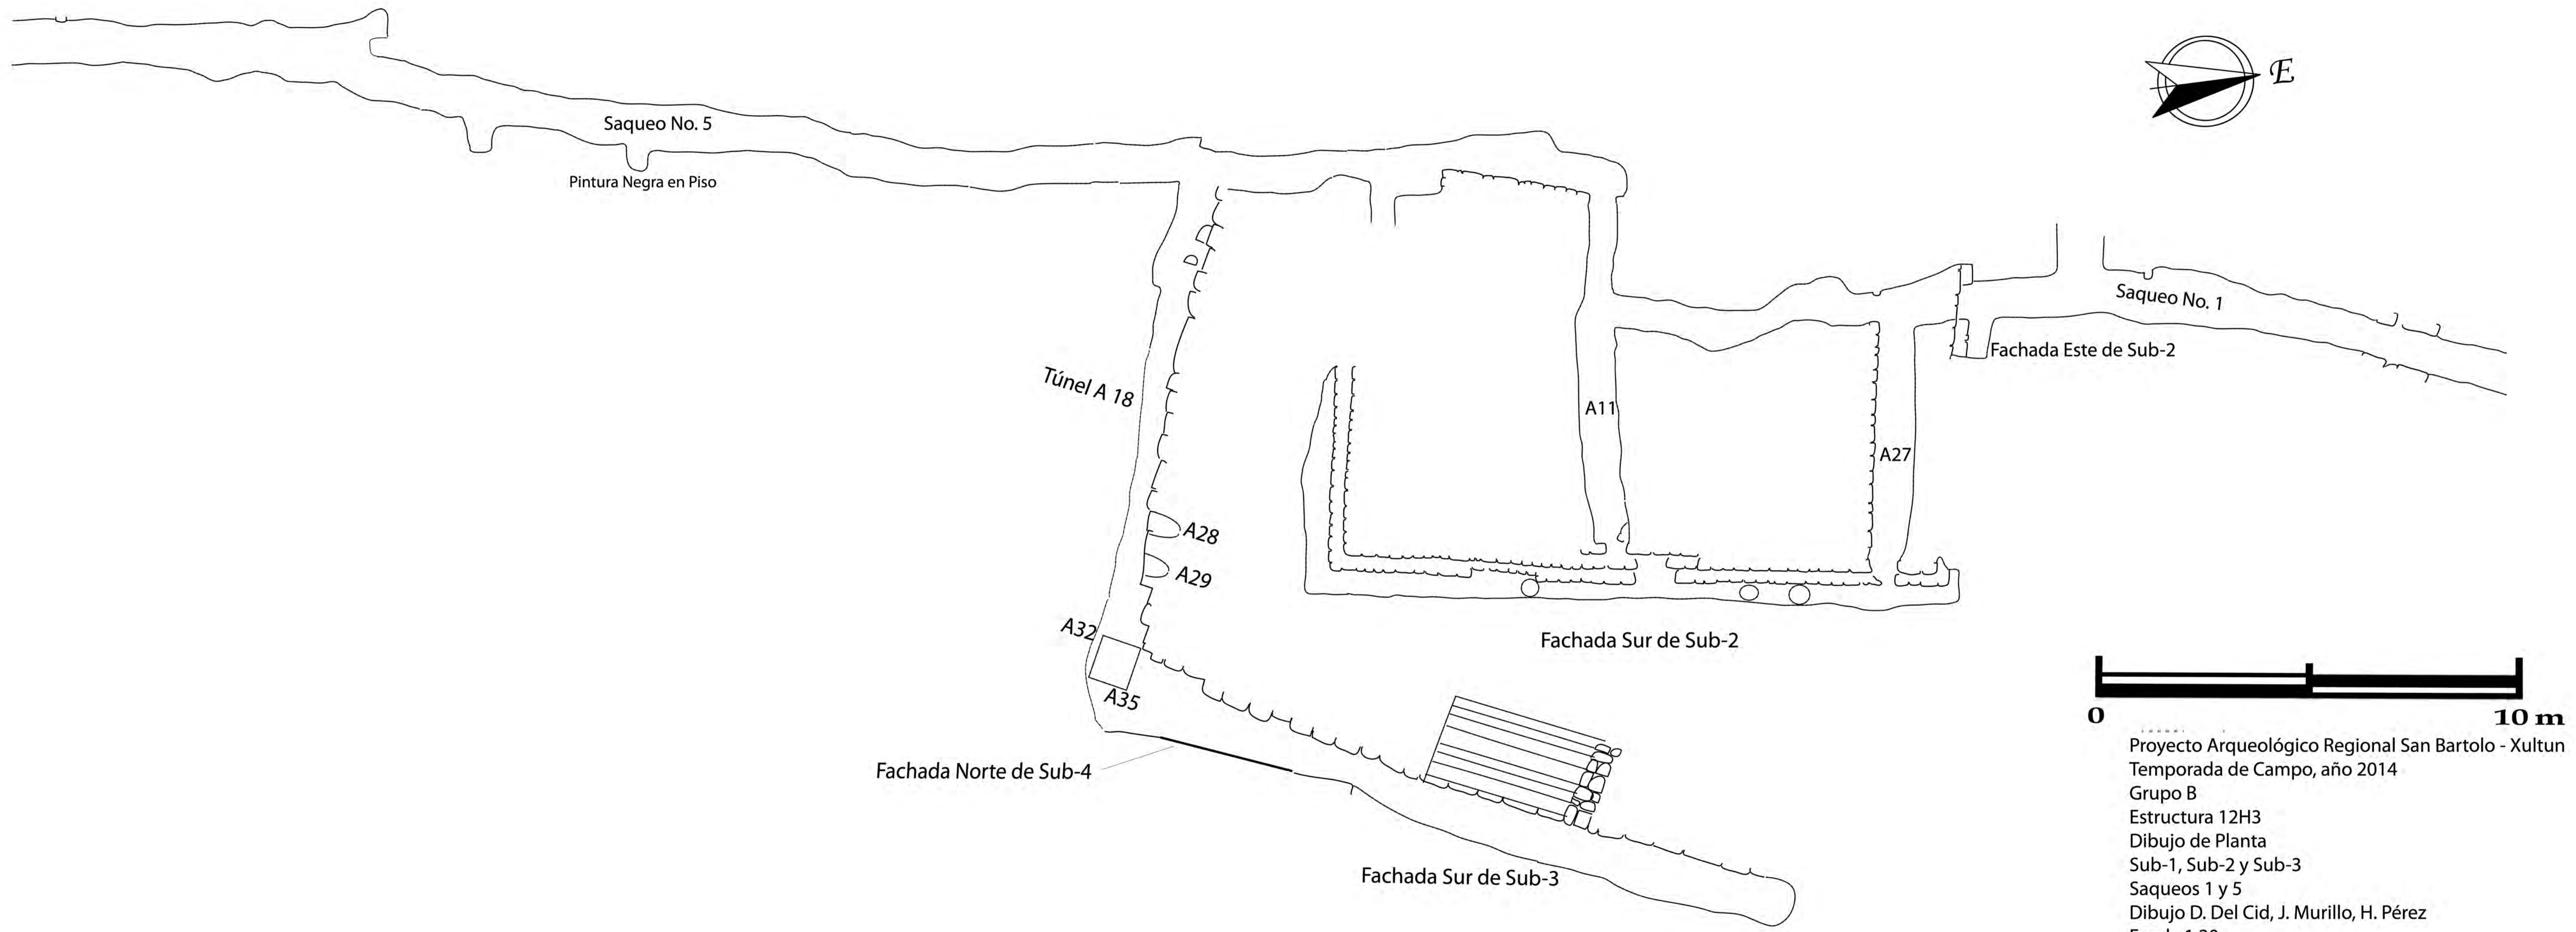 E
Saqueo No. 5
Pintura Negra en Piso
Saqueo No. 1
Fachada Este de Sub-2
Túnel A 18
A11
A27
A28
A29
A32
A35
Fachada Sur de Sub-2
Fachada Norte de Sub-4
Fachada Sur de Sub-3
0 10 m
Proyecto Arqueológico Regional San Bartolo - Xultun
Temporada de Campo, año 2014
Grupo B
Estructura 12H3
Dibujo de Planta
Sub-1, Sub-2 y Sub-3
Saqueos 1 y 5
Dibujo D. Del Cid, J. Murillo, H. Pérez